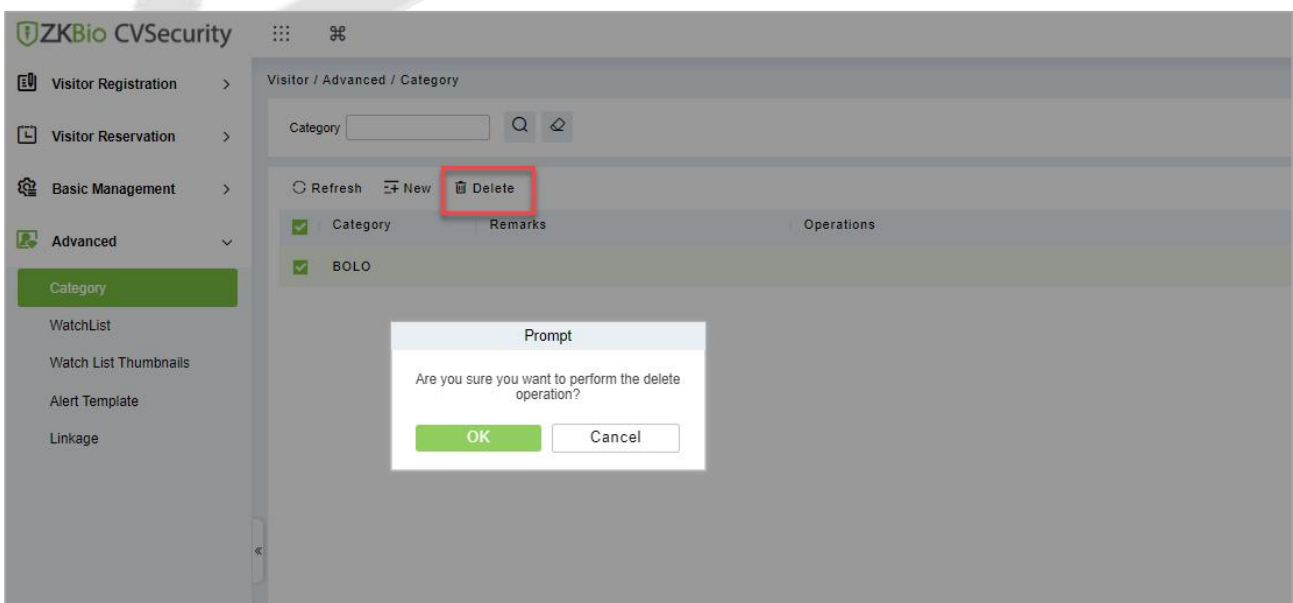 ZKBio CVSecurity
Visitor Registration
Visitor Reservation
Basic Management
Advanced
Category
WatchList
Watch List Thumbnails
Alert Template
Linkage
Visitor / Advanced / Category
Category
Refresh New Delete
Category Remarks Operations
BOLO
Prompt
Are you sure you want to perform the delete
operation?
OK Cancel